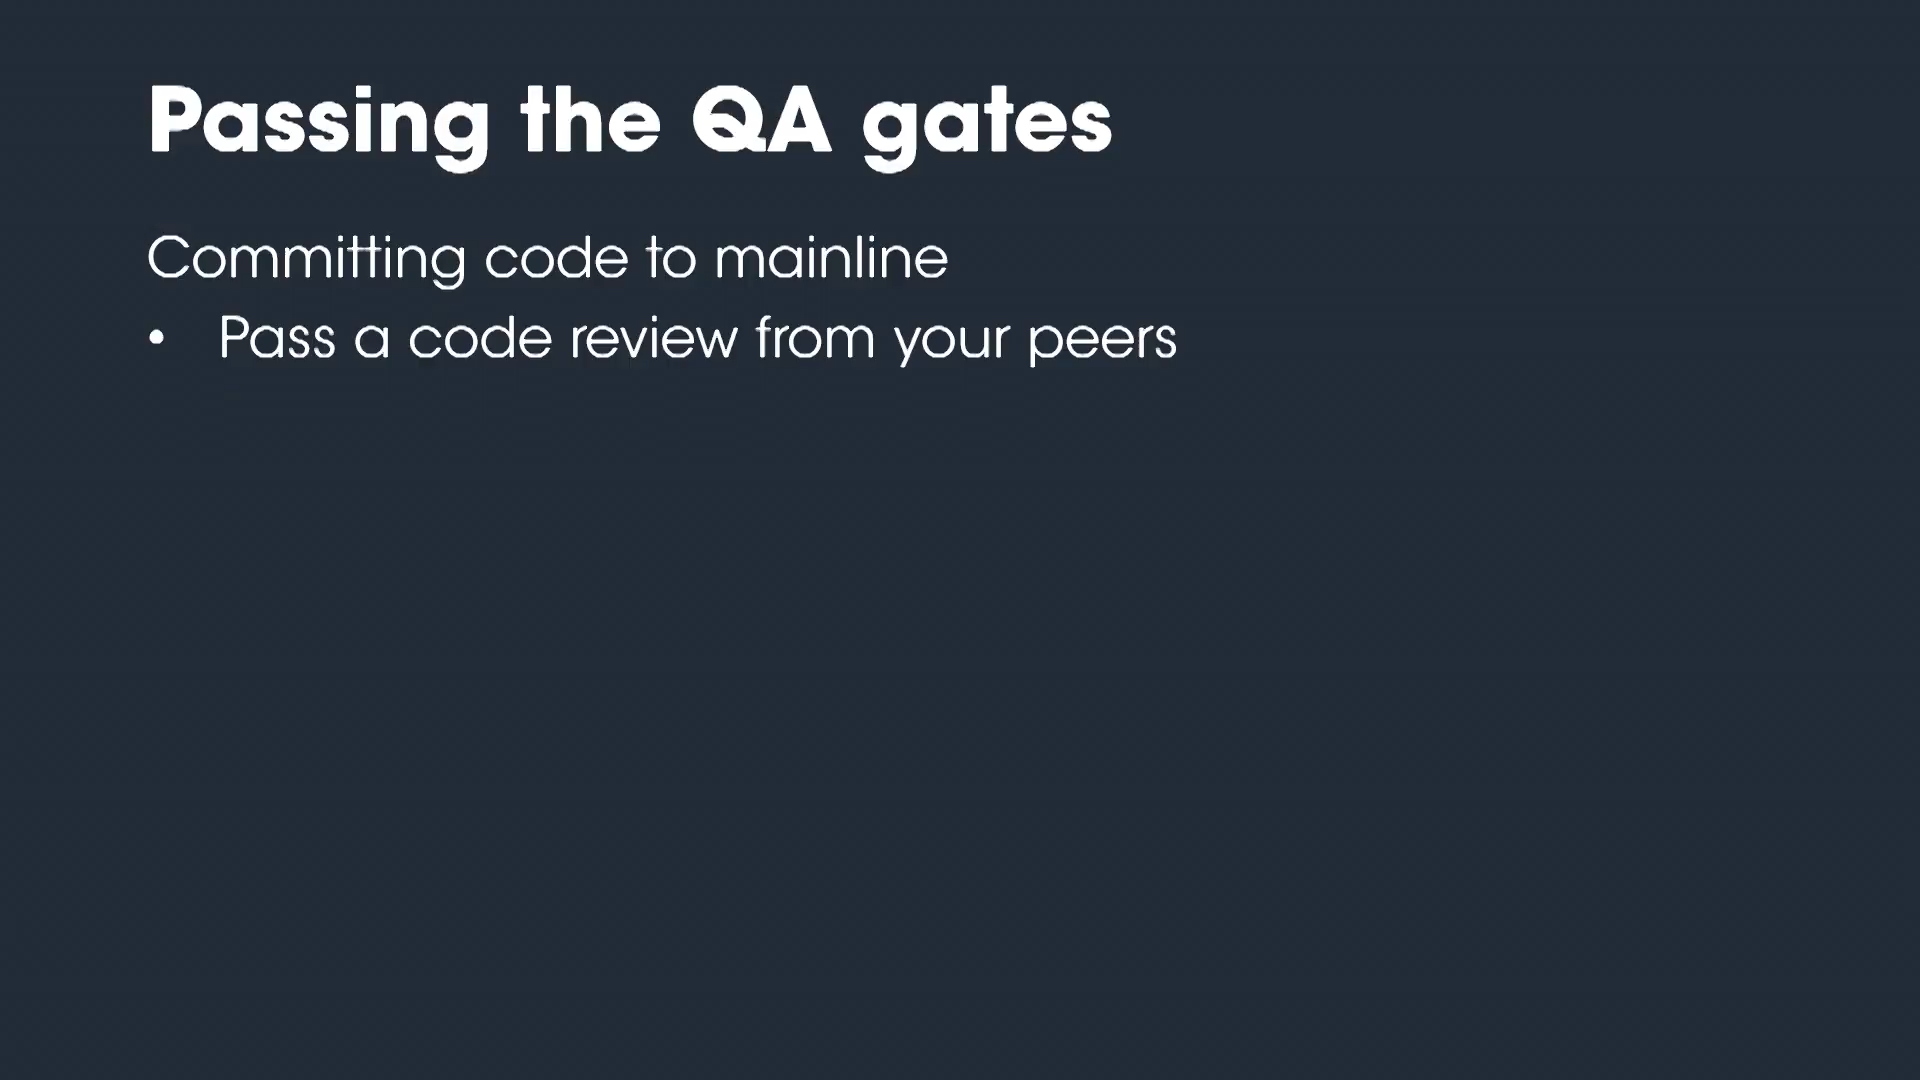 Passing the QA gates
Committing code to mainline
• Pass a code review from your peers